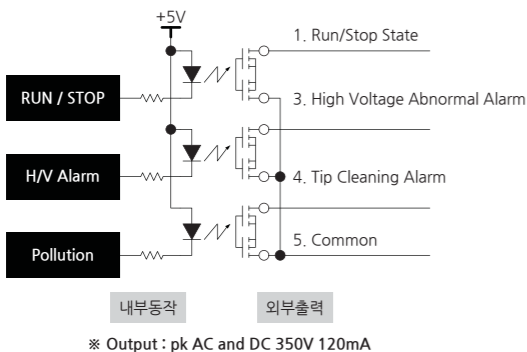 +5V
1. Run/Stop State
RUN / STOP
3. High Voltage Abnormal Alarm
H/V Alarm
4. Tip Cleaning Alarm
5. Common
Pollution
내부동작
외부출력
※ Output : pk AC and DC 350V 120mA